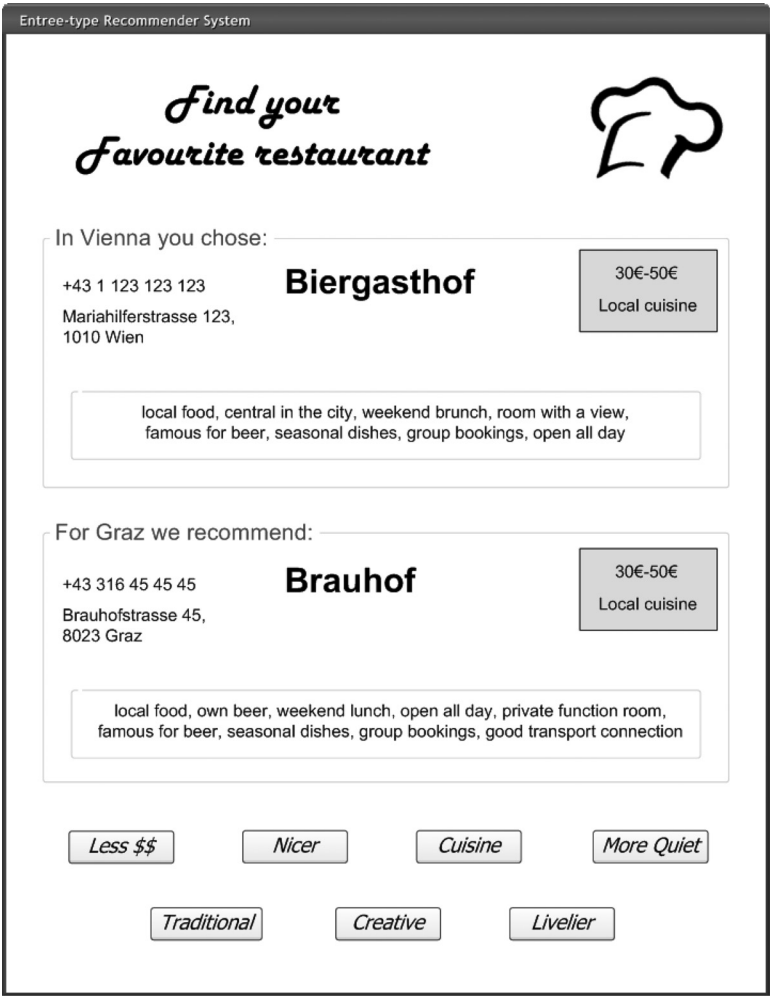 Entree-type Recommender System
Find your
Favourite restaurant
In Vienna you chose:
+43 1 123 123 123
Biergasthof
30€-50€
Local cuisine
Mariahilferstrasse 123,
1010 Wien
local food, central in the city, weekend brunch, room with a view,
famous for beer, seasonal dishes, group bookings, open all day
For Graz we recommend:
+43 316 45 45 45
Brauhof
30€-50€
Local cuisine
Brauhofstrasse 45,
8023 Graz
local food, own beer, weekend lunch, open all day, private function room,
famous for beer, seasonal dishes, group bookings, good transport connection
Less $$
Nicer
Cuisine
More Quiet
Traditional
Creative
Livelier